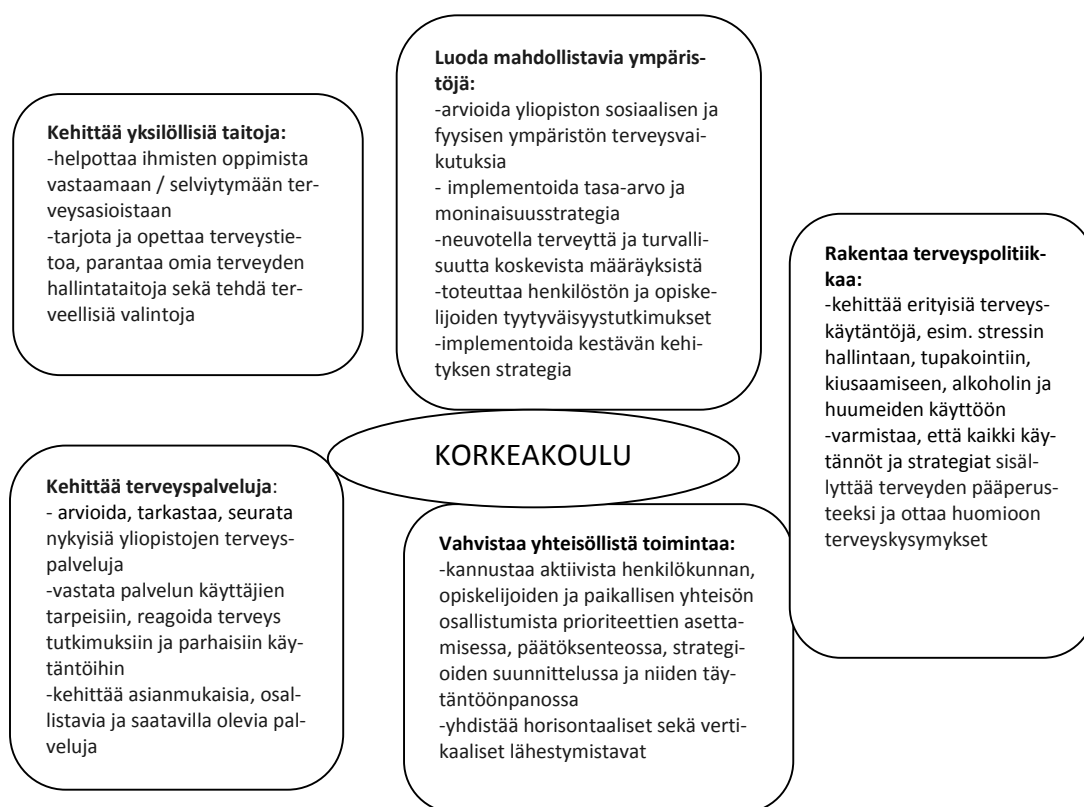 Luoda mahdollistavia ympäris-
töjä:
-arvioida yliopiston sosiaalisen ja
fyysisen ympäristön terveysvai-
kutuksia
- implementoida tasa-arvo ja
moninaisuusstrategia
-neuvotella terveyttä ja turvalli-
suutta koskevista määräyksistä
-toteuttaa henkilöstön ja opiske-
lijoiden tyytyväisyystutkimukset
-implementoida kestävän kehi-
tyksen strategia
Kehittää yksilöllisiä taitoja:
-helpottaa ihmisten oppimista
vastaamaan / selviytymään ter-
veysasioistaan
-tarjota ja opettaa terveystie-
toa, parantaa omia terveyden
hallintataitoja sekä tehdä ter-
veellisiä valintoja
Rakentaa terveyspolitiik-
kaa:
-kehittää erityisiä terveys-
käytäntöjä, esim. stressin
hallintaan, tupakointiin,
kiusaamiseen, alkoholin ja
huumeiden käyttöön
-varmistaa, että kaikki käy-
tännöt ja strategiat sisäl-
lyttää terveyden pääperus-
teeksi ja ottaa huomioon
terveyskysymykset
KORKEAKOULU
Kehittää terveyspalveluja:
- arvioida, tarkastaa, seurata
nykyisiä yliopistojen terveys-
palveluja
-vastata palvelun käyttäjien
tarpeisiin, reagoida terveys
tutkimuksiin ja parhaisiin käy-
täntöihin
-kehittää asianmukaisia, osal-
listavia ja saatavilla olevia pal-
veluja
Vahvistaa yhteisöllistä toimintaa:
-kannustaa aktiivista henkilökunnan,
opiskelijoiden ja paikallisen yhteisön
osallistumista prioriteettien asetta-
misessa, päätöksenteossa, strategi-
oiden suunnittelussa ja niiden täy-
täntöönpanossa
-yhdistää horisontaaliset sekä verti-
kaaliset lähestymistavat